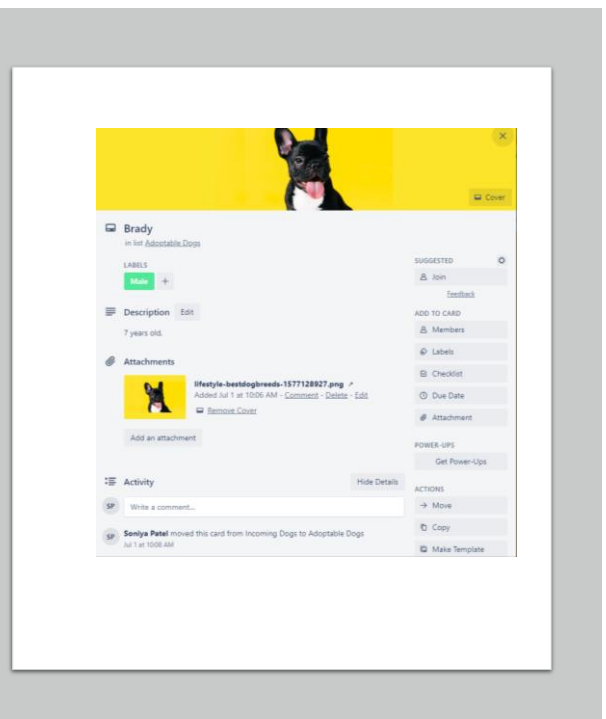 Cover
Brady
in list Adoptable Dogs
LABELS
Male +
Description Edit
7 years old.
Attachments
lifestyle-bestdogbreeds-1577128927.png ↗
Added Jul 1 at 10:06 AM - Comment - Delete - Edit
Remove Cover
Add an attachment
Activity Hide Details
SP Write a comment...
SP Soniya Patel moved this card from Incoming Dogs to Adoptable Dogs
Jul 1 at 10:08 AM
SUGGESTED
Join
Feedback
ADD TO CARD
Members
Labels
Checklist
Due Date
Attachment
POWER-UPS
Get Power-Ups
ACTIONS
→ Move
Copy
Make Template